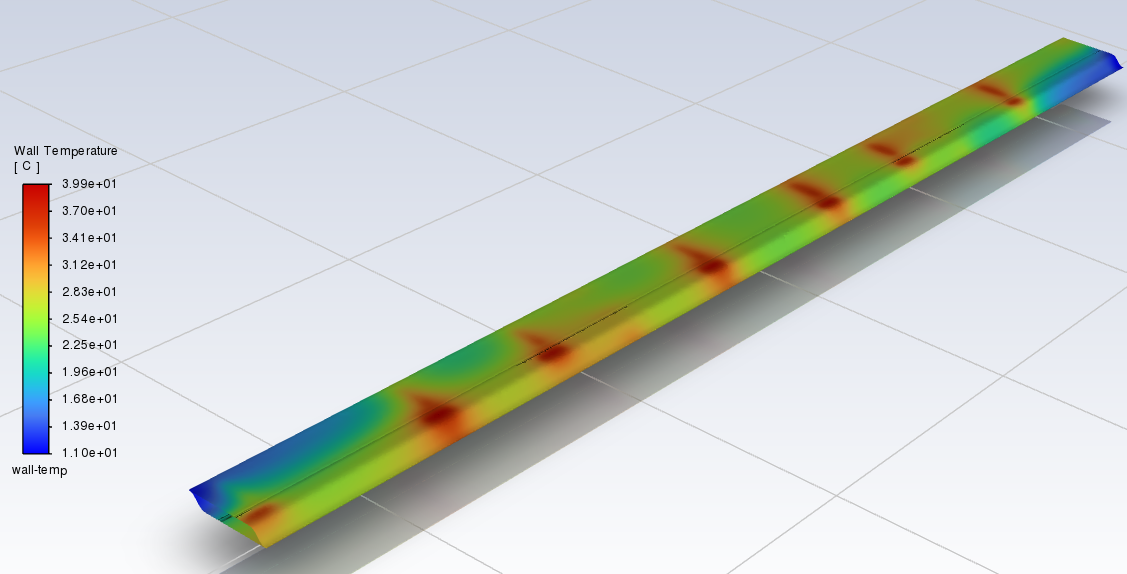 Wall Temperature
[ C ]
3.99e+01
3.70e+01
3.41e+01
3.12e+01
2.83e+01
2.54e+01
2.25e+01
1.96e+01
1.68e+01
1.39e+01
1.10e+01
wall-temp